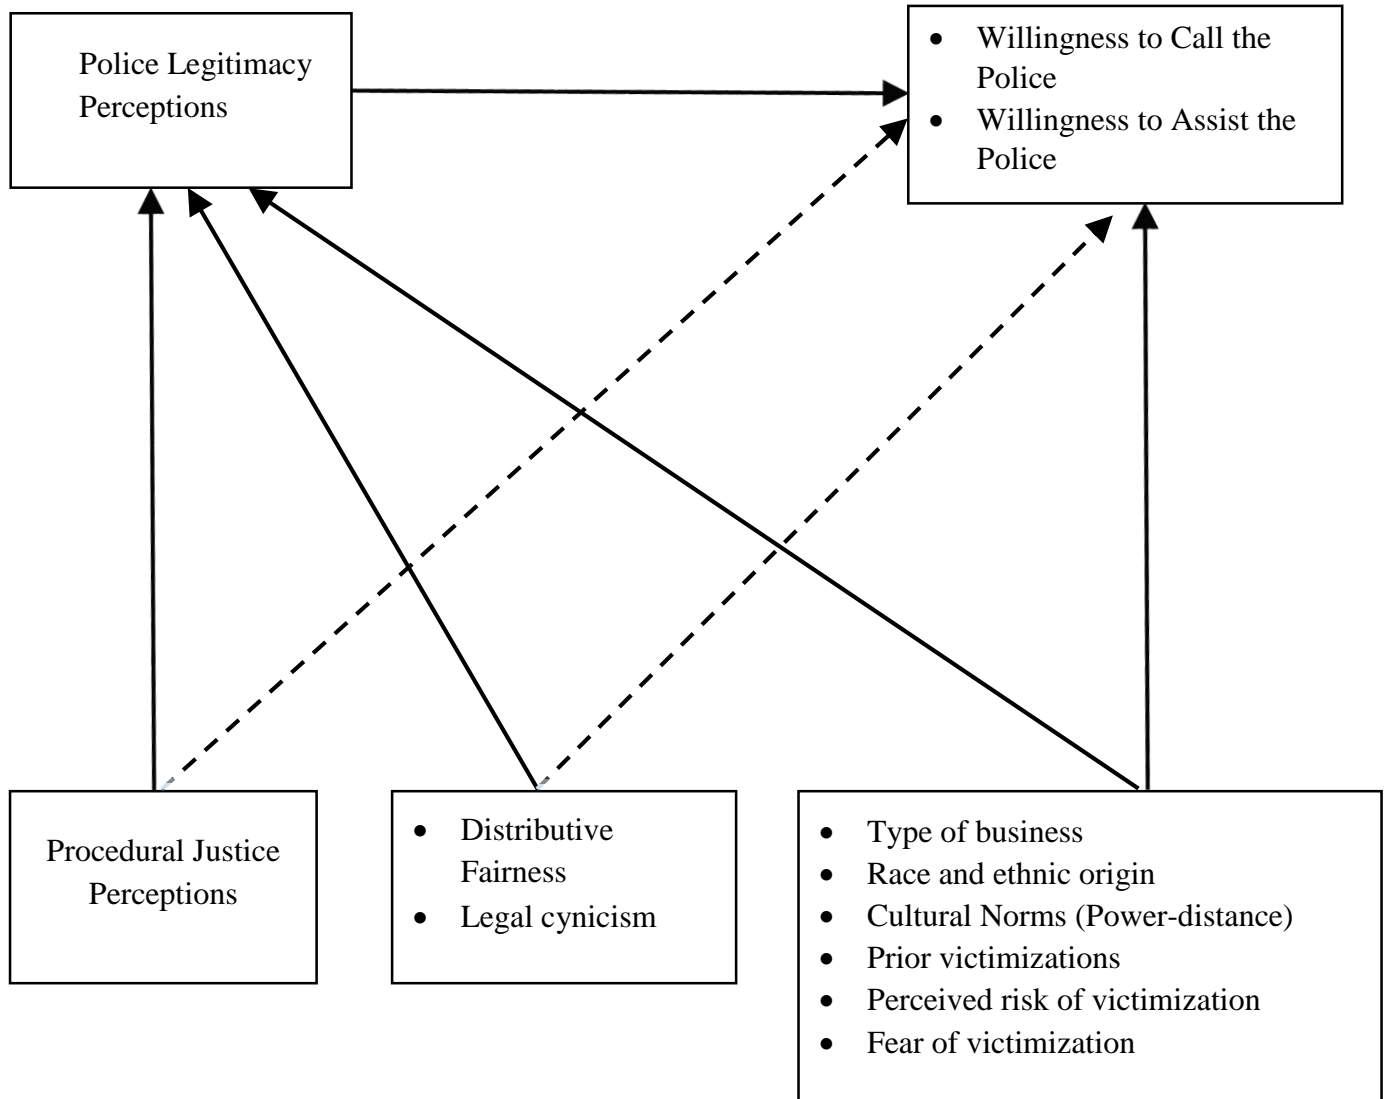 Police Legitimacy
Perceptions
• Willingness to Call the
Police
• Willingness to Assist the
Police
Procedural Justice
Perceptions
• Distributive
Fairness
• Legal cynicism
• Type of business
• Race and ethnic origin
• Cultural Norms (Power-distance)
• Prior victimizations
• Perceived risk of victimization
• Fear of victimization